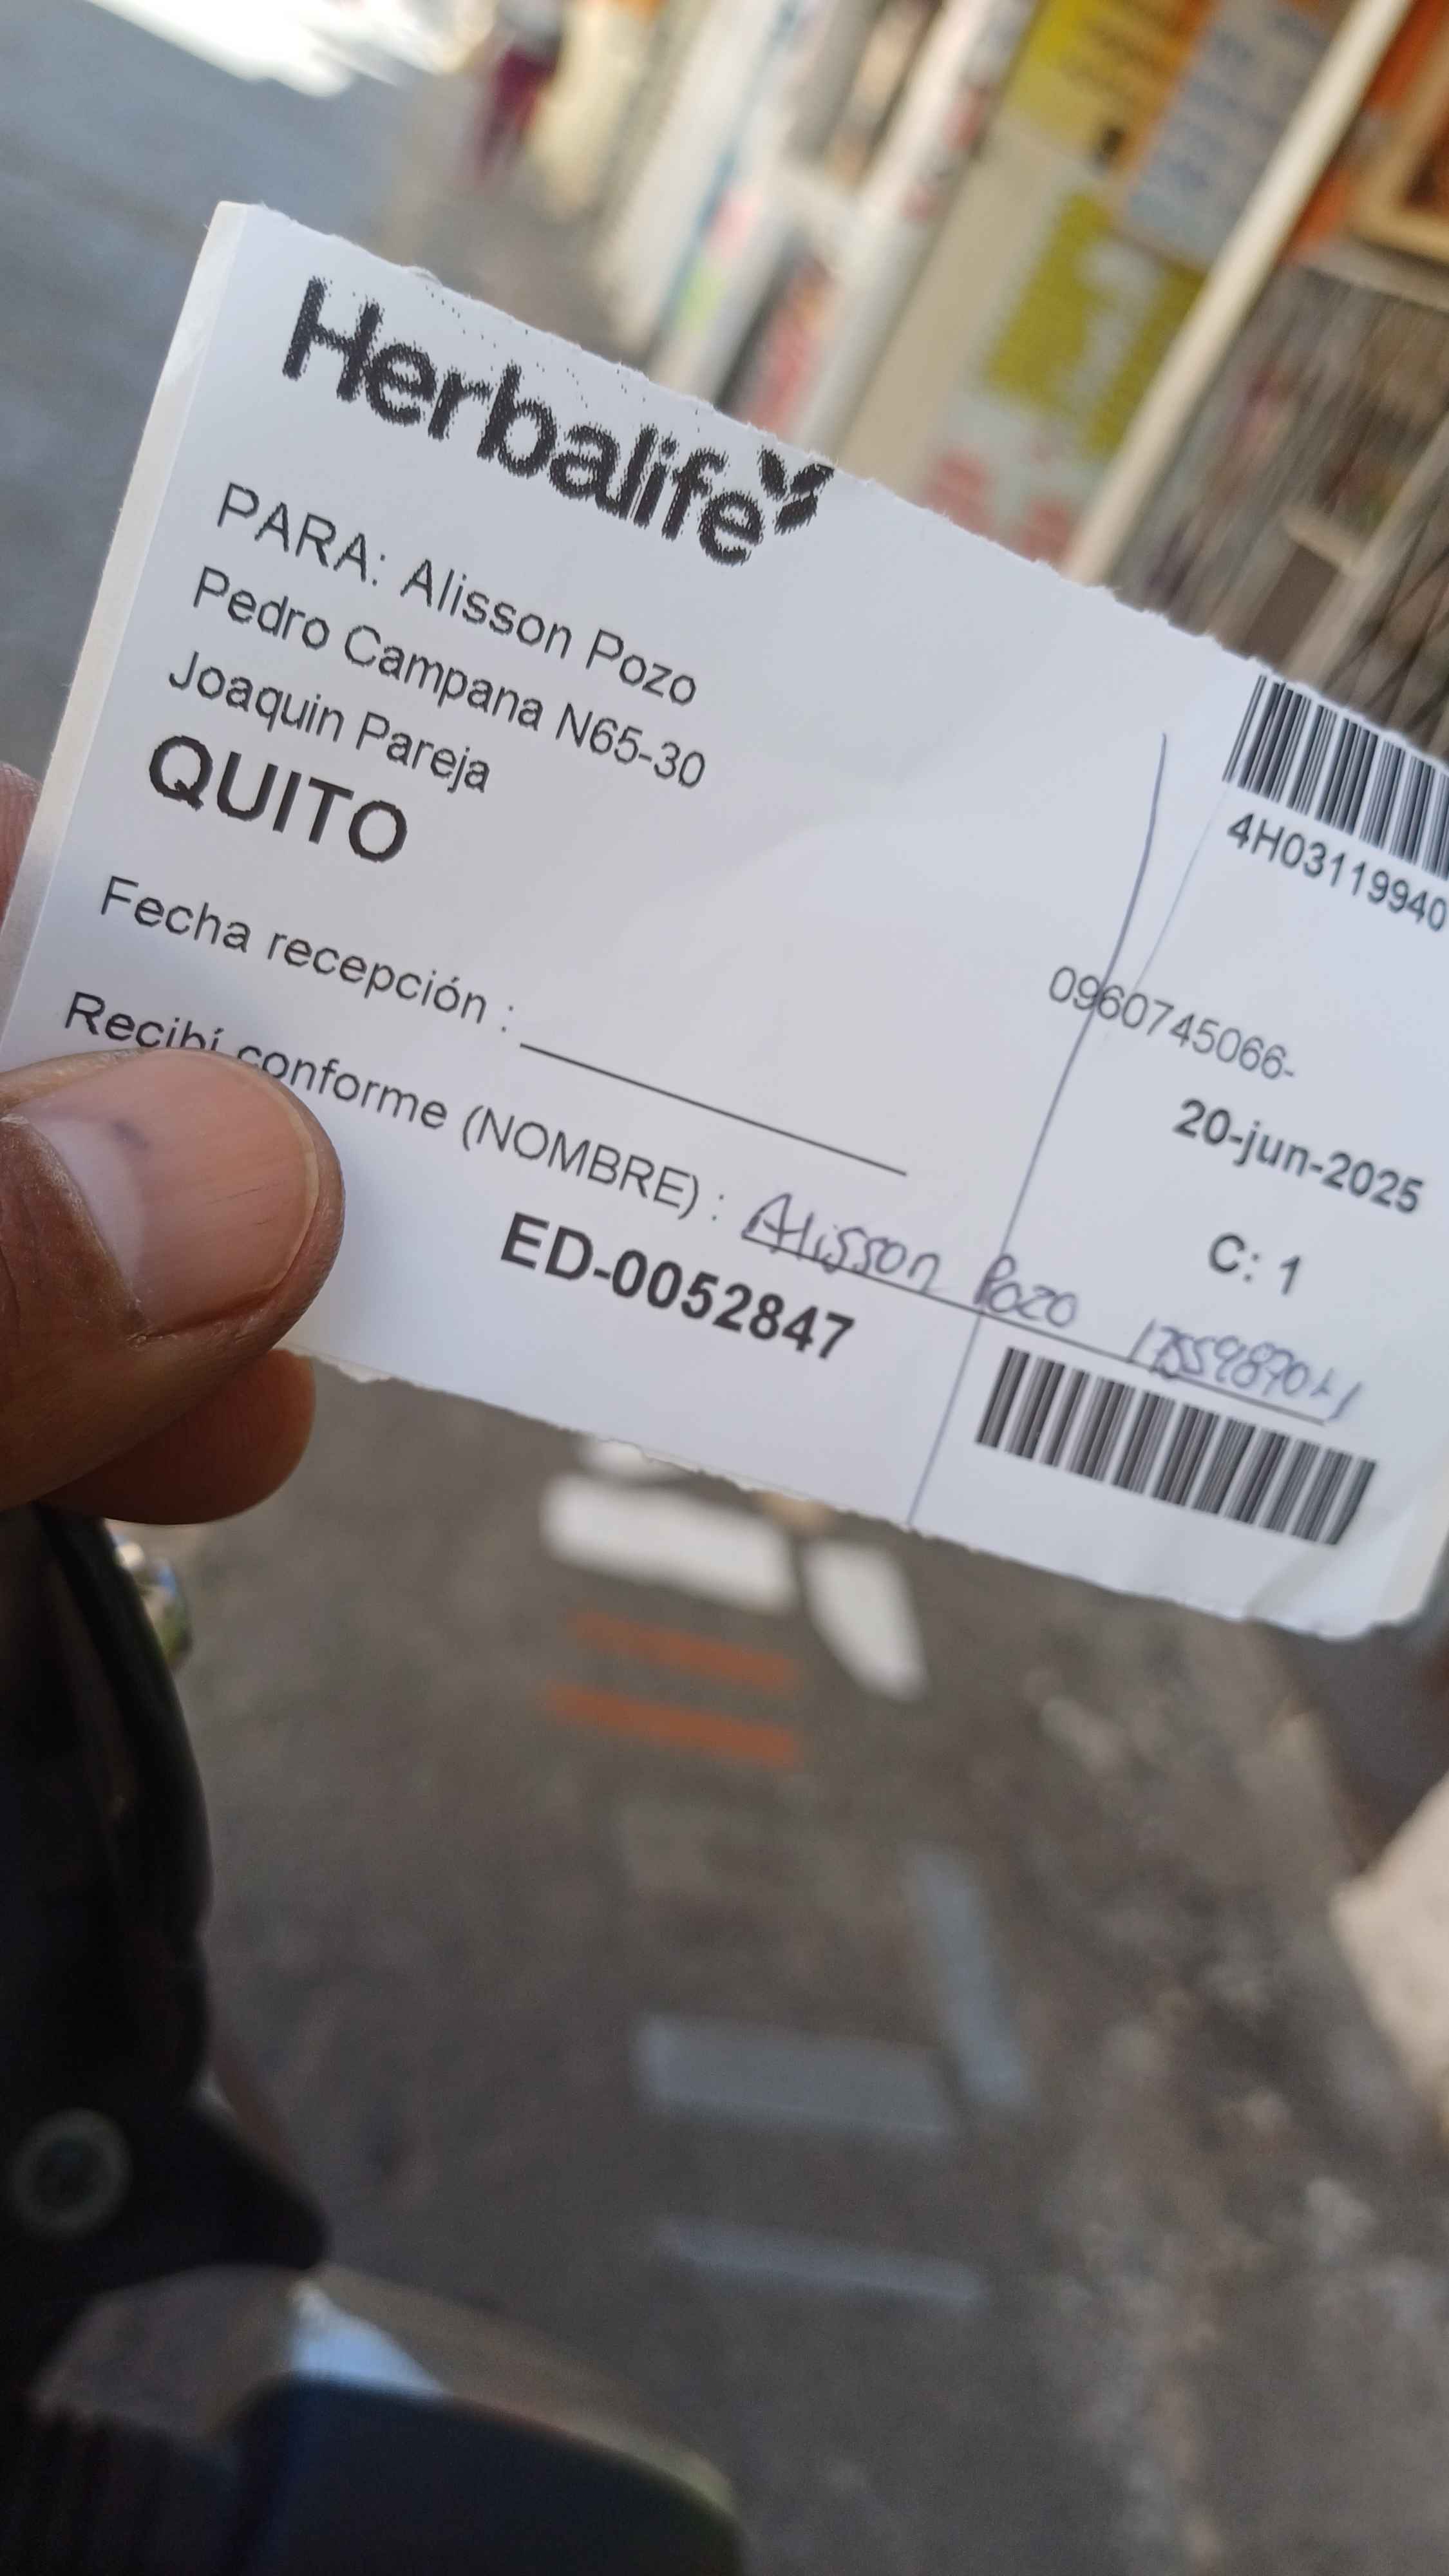 Herbalife
PARA: Alisson Pozo
Pedro Campana N65-30
Joaquin Pareja
QUITO
4H03119940
0960745066-
20-jun-2025
C: 1
Fecha recepción :
Recibí conforme (NOMBRE) : Alisson Pozo
ED-0052847